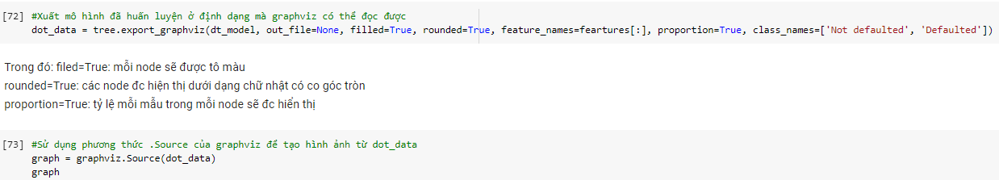 [72] #Xuất mô hình đã huấn luyện ở định dạng mà graphviz có thể đọc được
dot_data = tree.export_graphviz(dt_model, out_file=None, filled=True, rounded=True, feature_names=feartures[:], proportion=True, class_names=['Not defaulted', 'Defaulted'])
Trong đó: filed=True: mỗi node sẽ được tô màu
rounded=True: các node đc hiện thị dưới dạng chữ nhật có co góc tròn
proportion=True: tỷ lệ mỗi mẫu trong mỗi node sẽ đc hiển thị
[73] #Sử dụng phương thức .Source của graphviz để tạo hình ảnh từ dot_data
graph = graphviz.Source(dot_data)
graph